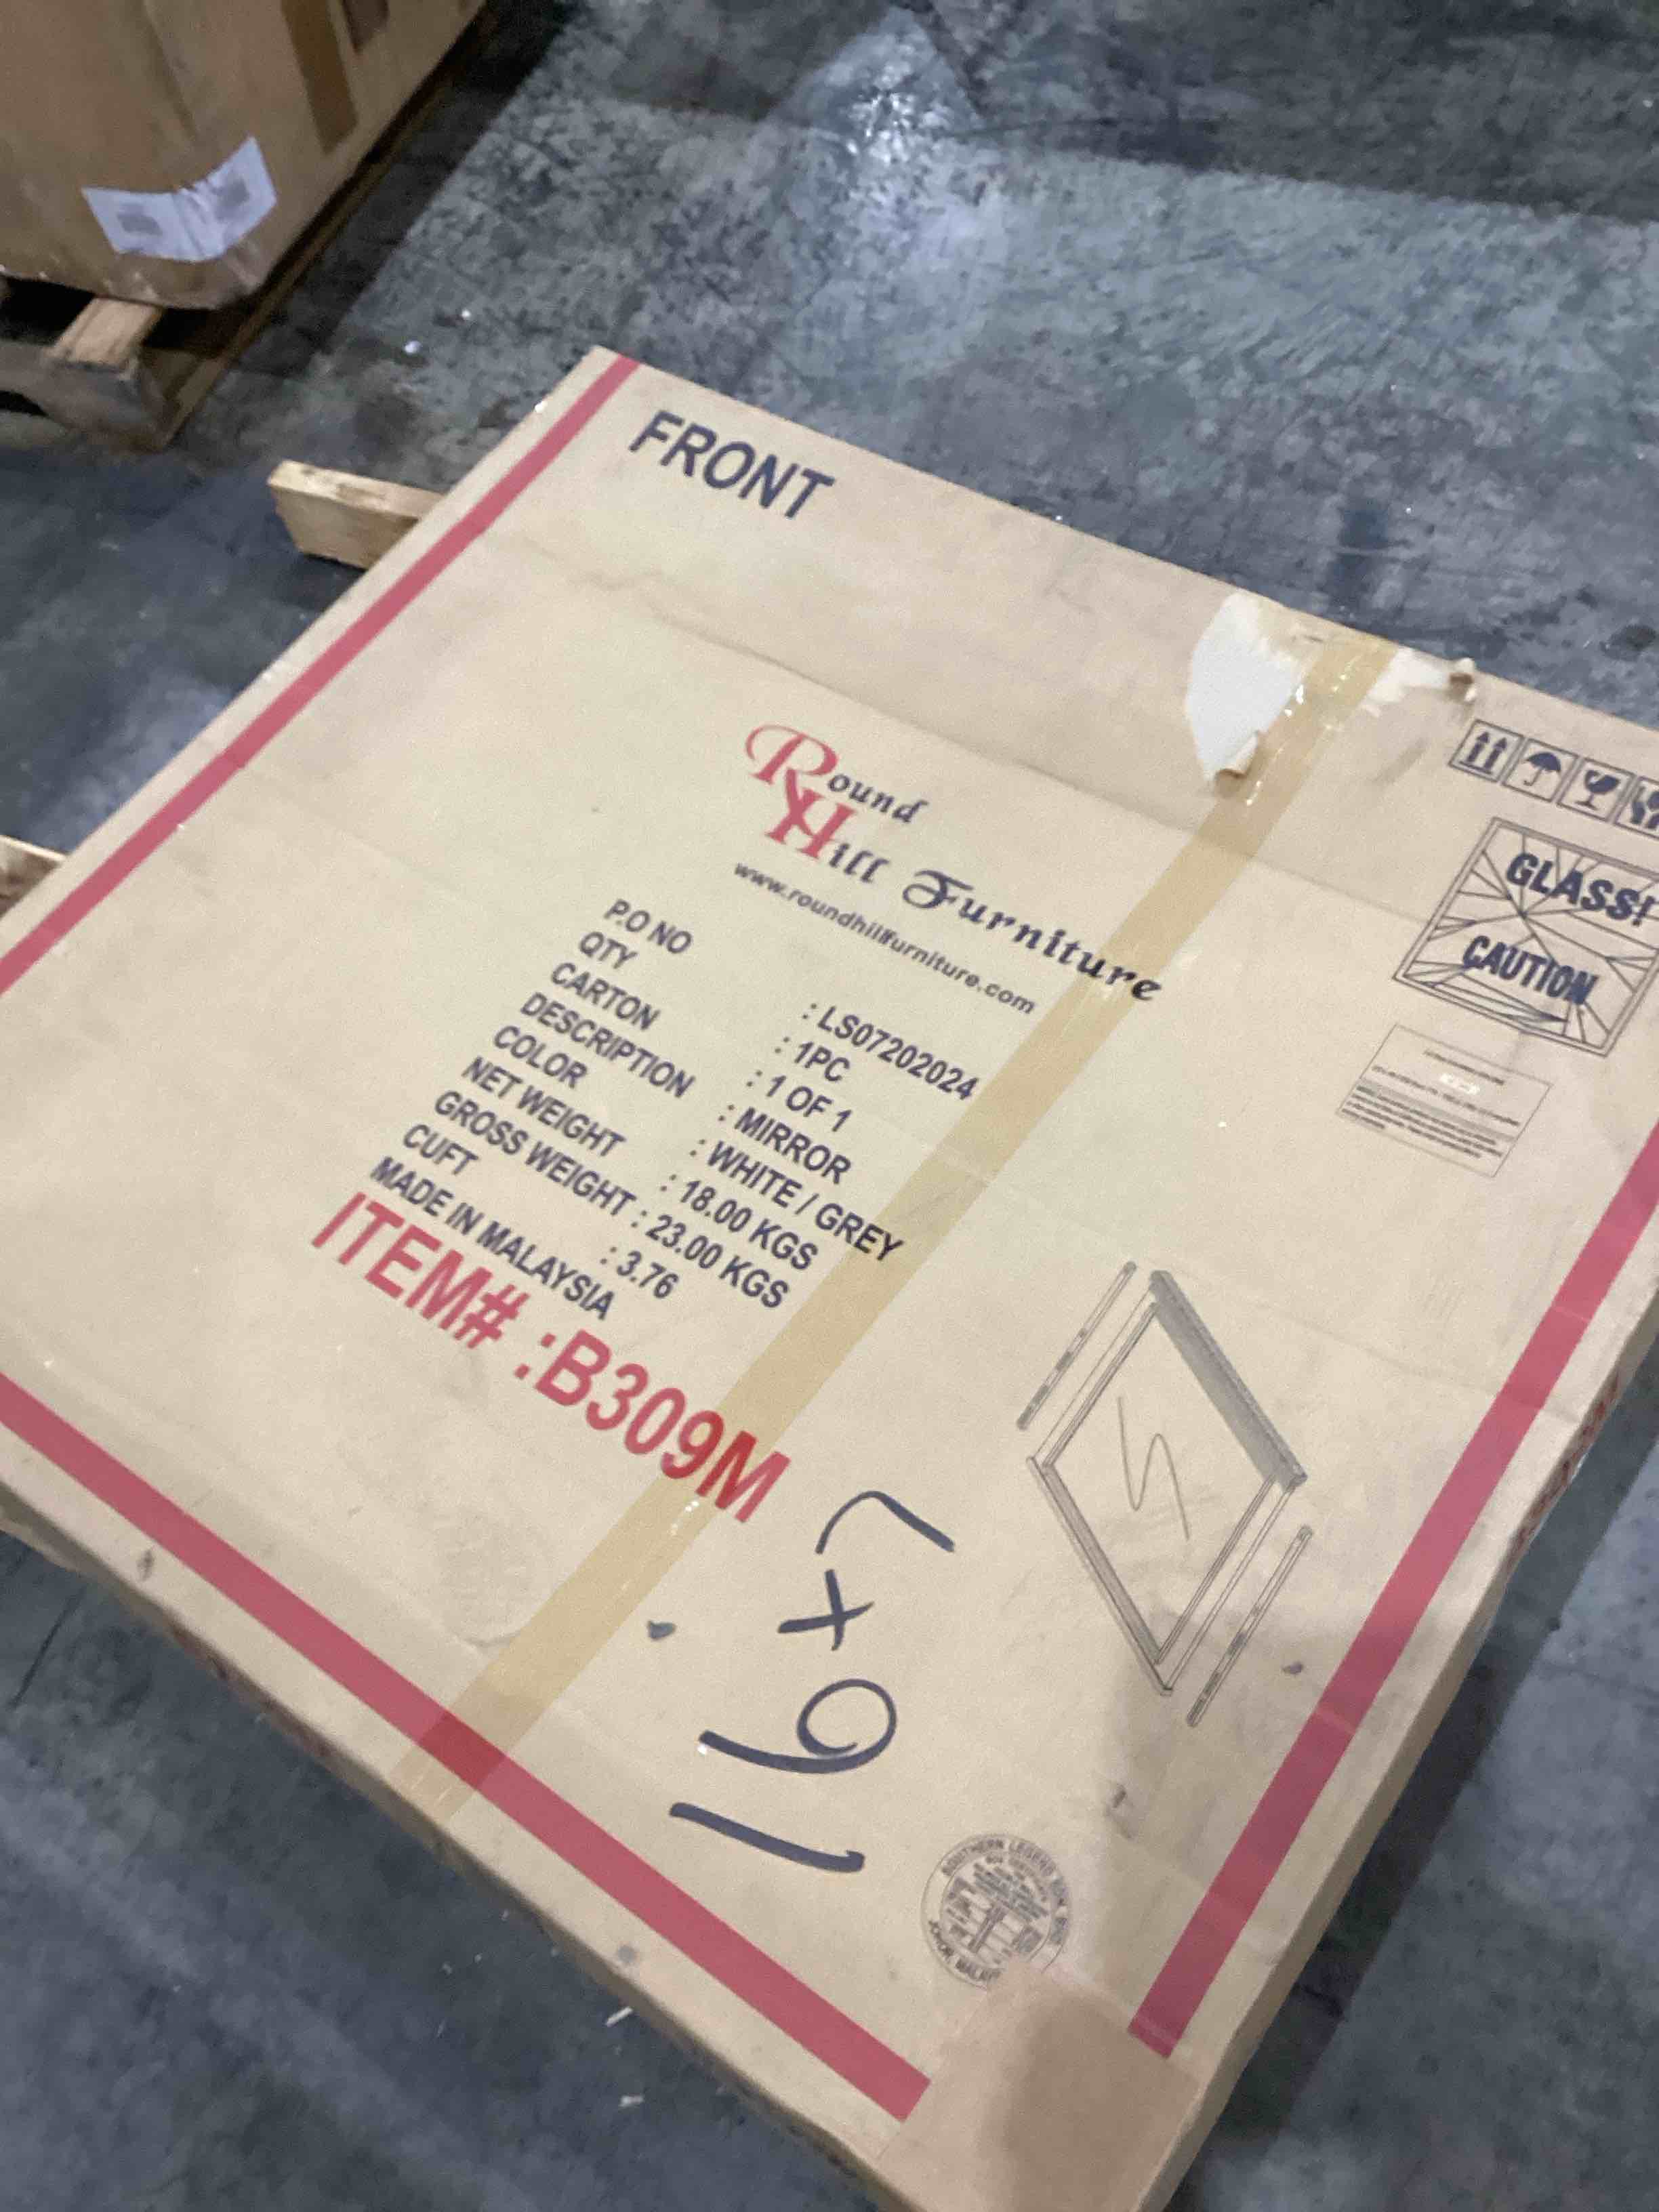 FRONT
Round
Hill Furniture
www.roundhillfurniture.com
P.O NO : LS07202024
QTY : 1PC
CARTON : 1 OF 1
DESCRIPTION : MIRROR
COLOR : WHITE / GREY
NET WEIGHT : 18.00 KGS
GROSS WEIGHT : 23.00 KGS
CUFT : 3.76
MADE IN MALAYSIA
ITEM# :B309M
GLASS!
CAUTION
SOUTHERN LEGEND